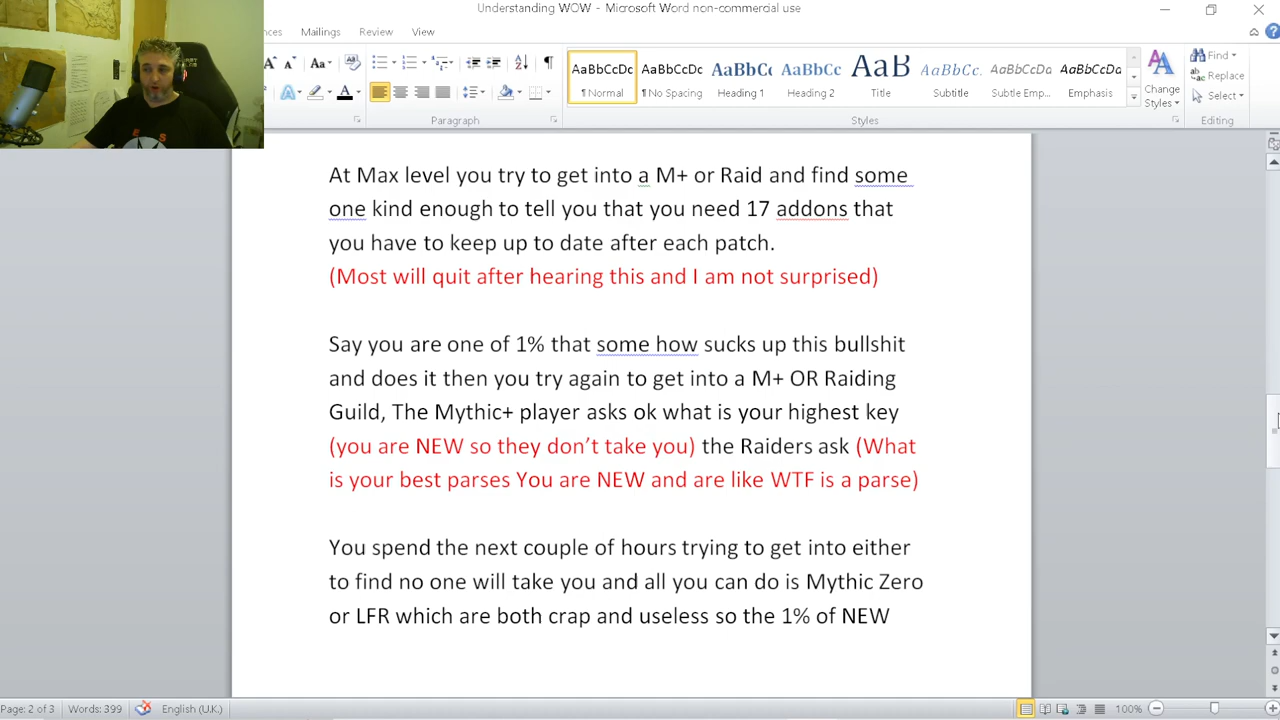 Understanding WOW - Microsoft Word non-commercial use
Mailings Review View
Aa
AaBbCcDc AaBbCcDc AaBbCc AaBbCc AaB AaBbCc. AaBbCcDa AaBbCcDa
¶ Normal ¶ No Spacing Heading 1 Heading 2 Title Subtitle Subtle Emp... Emphasis
Change Styles
Find
Replace
Select
Paragraph Styles Editing
At Max level you try to get into a M+ or Raid and find some
one kind enough to tell you that you need 17 addons that
you have to keep up to date after each patch.
(Most will quit after hearing this and I am not surprised)
Say you are one of 1% that some how sucks up this bullshit
and does it then you try again to get into a M+ OR Raiding
Guild, The Mythic+ player asks ok what is your highest key
(you are NEW so they don’t take you) the Raiders ask (What
is your best parses You are NEW and are like WTF is a parse)
You spend the next couple of hours trying to get into either
to find no one will take you and all you can do is Mythic Zero
or LFR which are both crap and useless so the 1% of NEW
Page: 2 of 3 Words: 399 English (U.K.) 100%